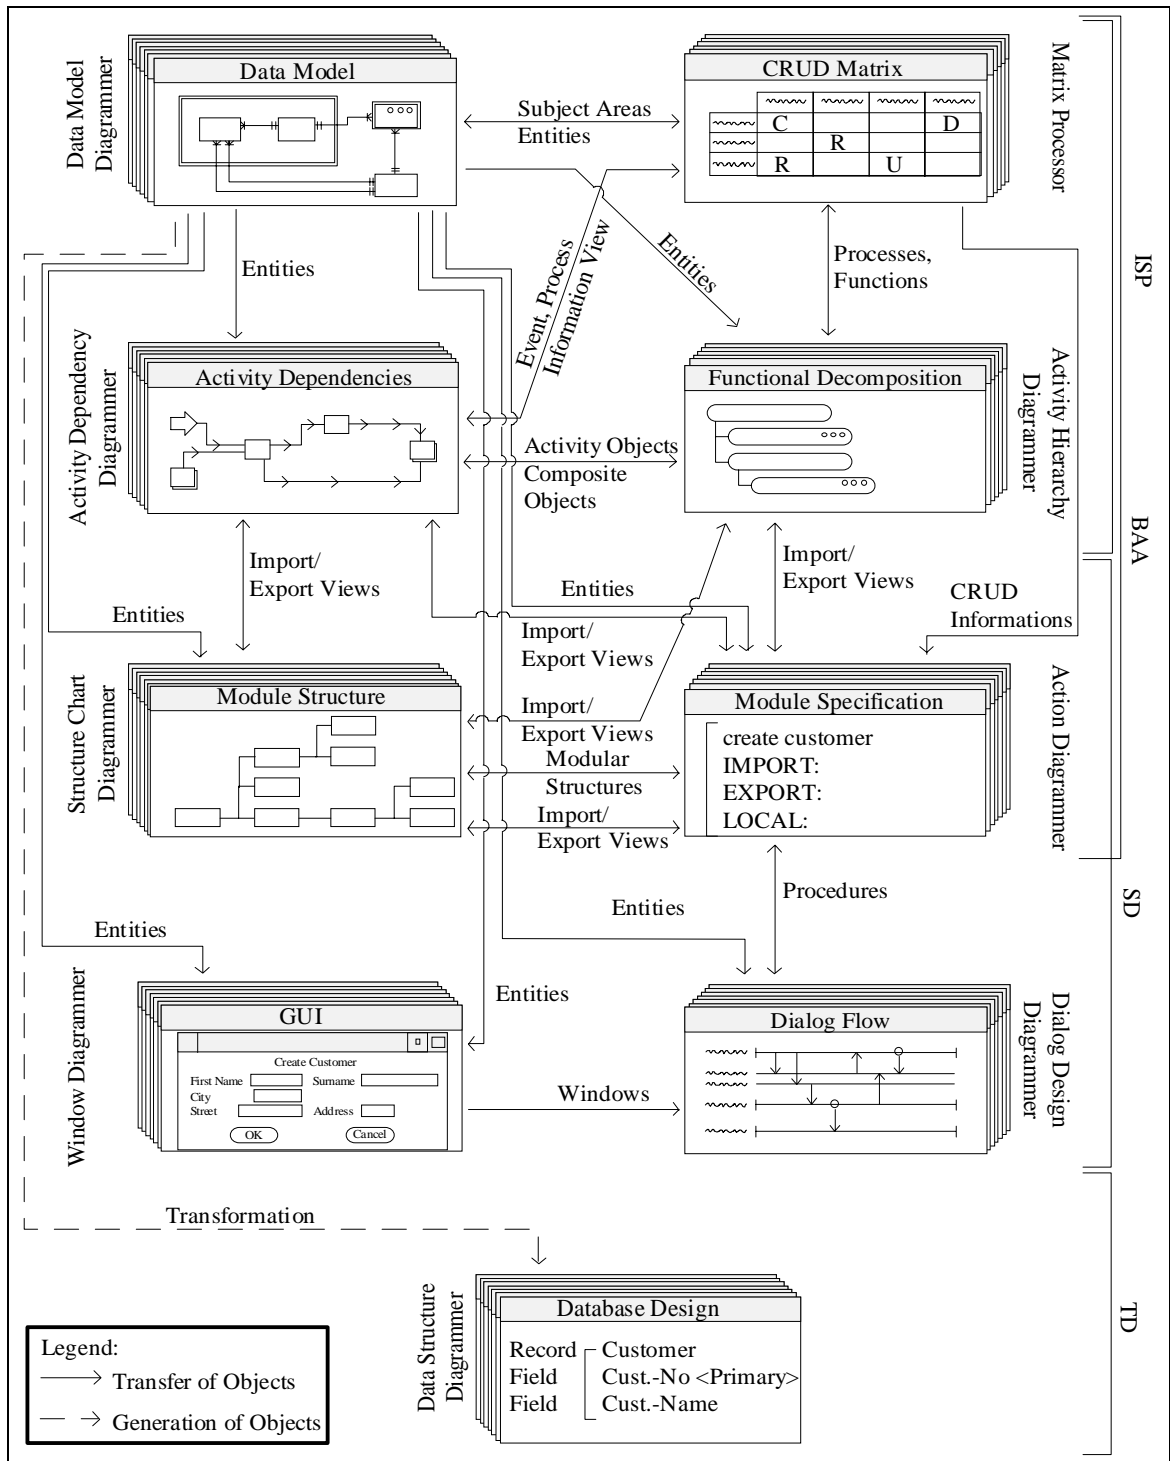 Data Model
Diagrammer
Data Model
Subject Areas
Entities
CRUD Matrix
C
D
R
R
U
Matrix Processor
Entities
Event, Process
Information View
Entities
Processes,
Functions
ISP
Activity Dependency
Diagrammer
Activity Dependencies
Activity Objects
Composite
Objects
Functional Decomposition
Activity Hierarchy
Diagrammer
BAA
Import/
Export Views
Entities
Import/
Export Views
CRUD
Informations
Entities
Import/
Export Views
Structure Chart
Diagrammer
Module Structure
Import/
Export Views
Modular
Structures
Import/
Export Views
Module Specification
create customer
IMPORT:
EXPORT:
LOCAL:
Action Diagrammer
Procedures
SD
Entities
Entities
Window Diagrammer
GUI
Create Customer
First Name
Surname
City
Street
Address
OK
Cancel
Entities
Windows
Dialog Flow
Dialog Design
Diagrammer
Transformation
Data Structure
Diagrammer
Database Design
Record
Customer
Field
Cust.-No <Primary>
Field
Cust.-Name
TD
Legend:
Transfer of Objects
Generation of Objects